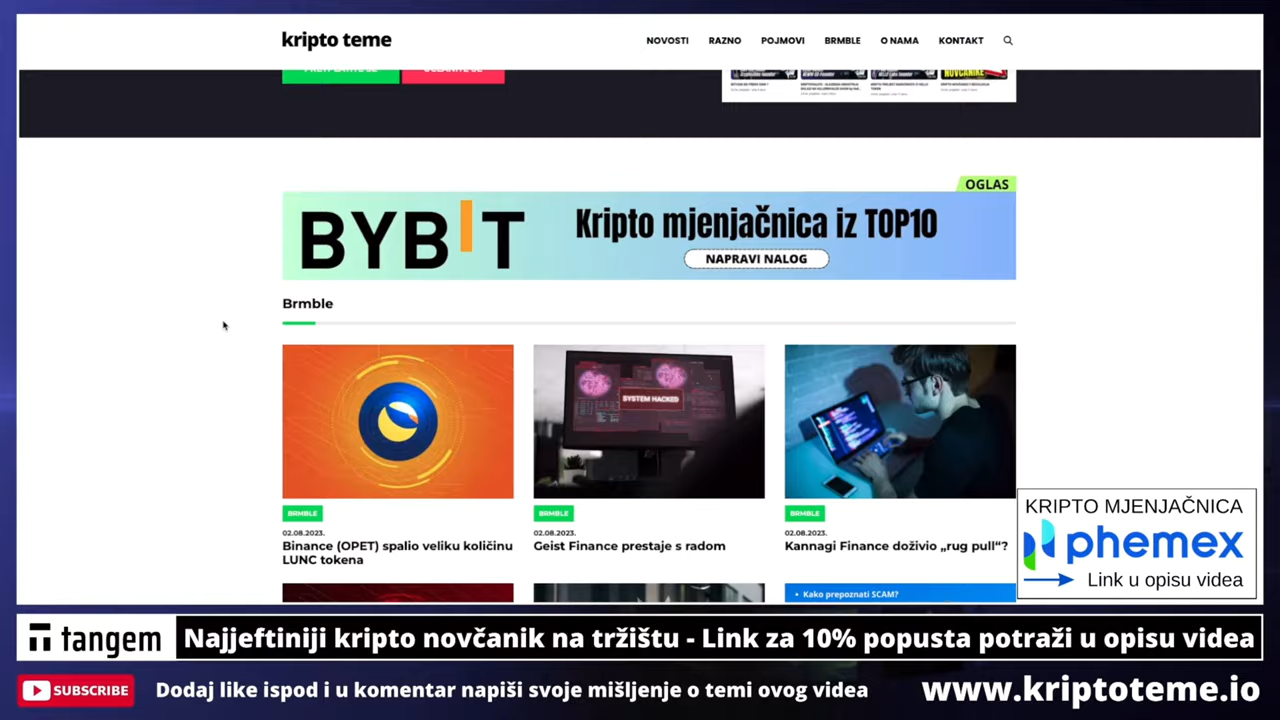 kripto teme
NOVOSTI
RAZNO
POJMOVI
BRMBLE
O NAMA
KONTAKT
OGLAS
BYBIT
Kripto mjenjačnica iz TOP10
NAPRAVI NALOG
Brmble
SYSTEM HACKED
BRMBLE
02.08.2023.
Binance (OPET) spalio veliku količinu
LUNC tokena
BRMBLE
02.08.2023.
Geist Finance prestaje s radom
BRMBLE
02.08.2023.
Kannagi Finance doživio „rug pull“?
• Kako prepoznati SCAM?
KRIPTO MJENJAČNICA
phemex
Link u opisu videa
tangem
Najjeftiniji kripto novčanik na tržištu - Link za 10% popusta potraži u opisu videa
SUBSCRIBE
Dodaj like ispod i u komentar napiši svoje mišljenje o temi ovog videa
www.kriptoteme.io